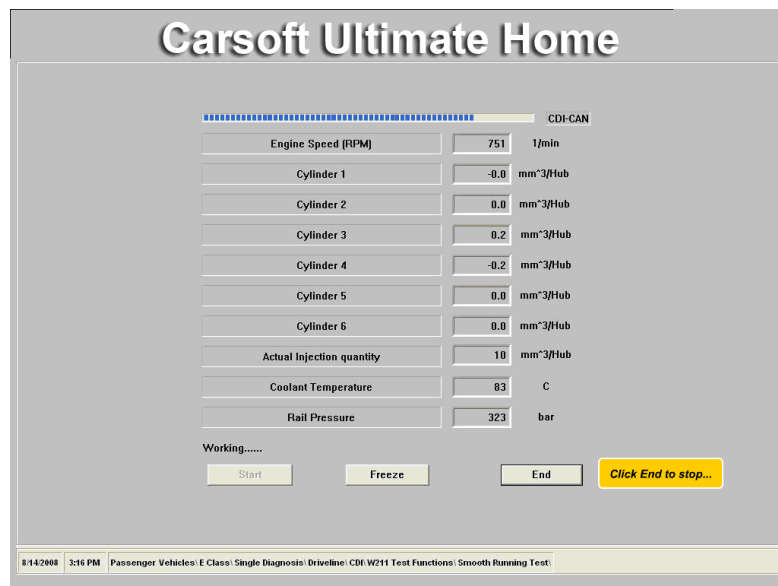 Carsoft Ultimate Home
CDI-CAN
Engine Speed (RPM) 751 1/min
Cylinder 1 -0.0 mm^3/Hub
Cylinder 2 0.0 mm^3/Hub
Cylinder 3 0.2 mm^3/Hub
Cylinder 4 -0.2 mm^3/Hub
Cylinder 5 0.0 mm^3/Hub
Cylinder 6 0.0 mm^3/Hub
Actual Injection quantity 10 mm^3/Hub
Coolant Temperature 83 C
Rail Pressure 323 bar
Working......
Start Freeze End Click End to stop...
8/14/2008 3:16 PM Passenger Vehicles\E Class\Single Diagnosis\Driveline\CDI\W211 Test Functions\Smooth Running Test\